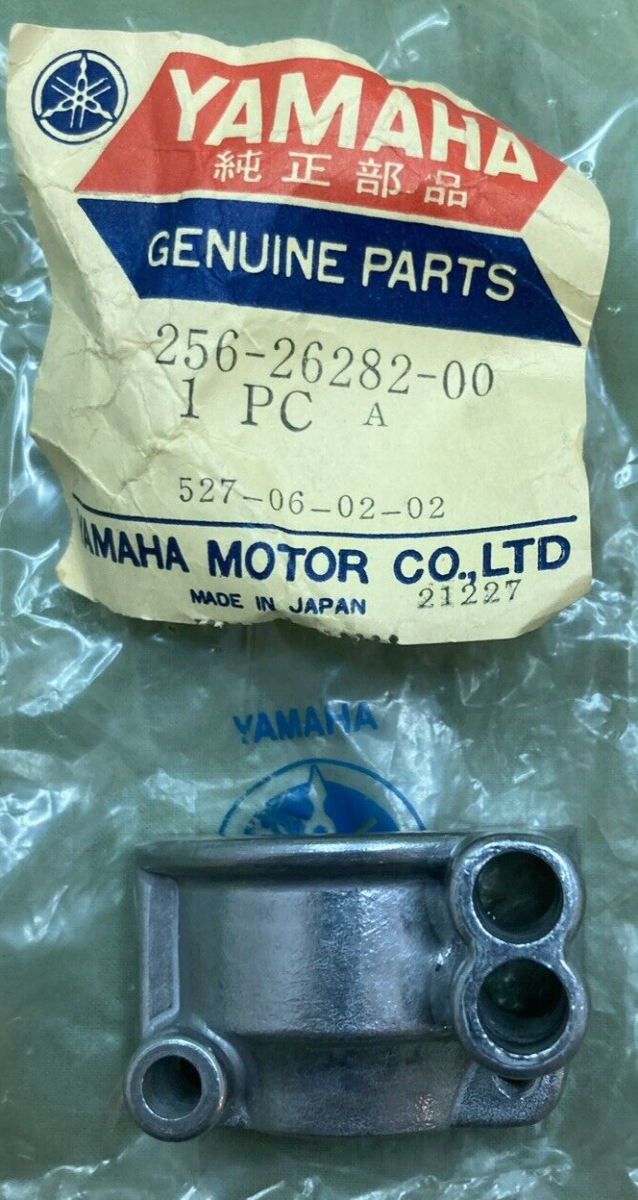 YAMAHA
純正部品
GENUINE PARTS
256-26282-00
1 PC A
527-06-02-02
YAMAHA MOTOR CO.,LTD
MADE IN JAPAN 21227
YAMAHA